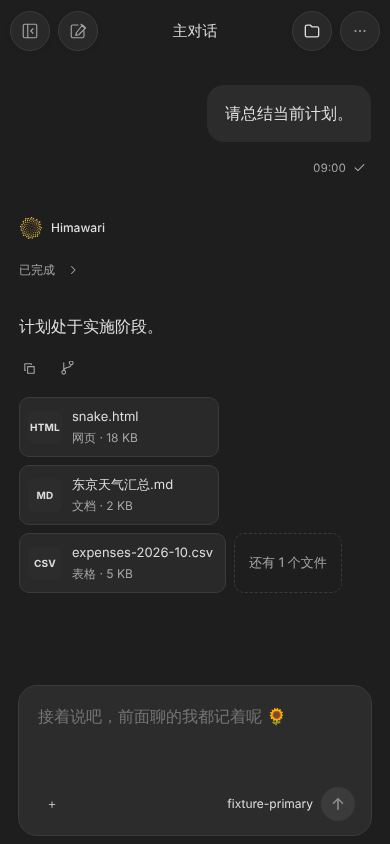 主对话
请总结当前计划。
09:00
Himawari
已完成
计划处于实施阶段。
HTML
snake.html
网页 · 18 KB
MD
东京天气汇总.md
文档 · 2 KB
CSV
expenses-2026-10.csv
表格 · 5 KB
还有 1 个文件
接着说吧，前面聊的我都记着呢 🌻
+
fixture-primary